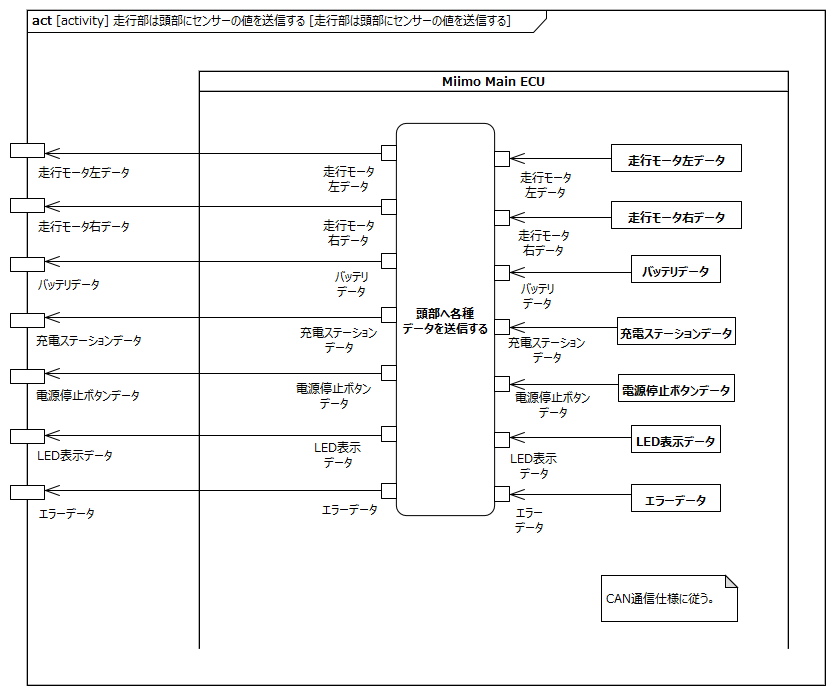 act [activity] 走行部は頭部にセンサーの値を送信する [走行部は頭部にセンサーの値を送信する]
Miimo Main ECU
走行モータ左データ
走行モータ
左データ
走行モータ
左データ
走行モータ左データ
走行モータ右データ
走行モータ
右データ
走行モータ
右データ
走行モータ右データ
バッテリデータ
バッテリ
データ
バッテリ
データ
バッテリデータ
頭部へ各種
データを送信する
充電ステーションデータ
充電ステーション
データ
充電ステーション
データ
充電ステーションデータ
電源停止ボタンデータ
電源停止ボタン
データ
電源停止ボタン
データ
電源停止ボタンデータ
LED表示データ
LED表示
データ
LED表示
データ
LED表示データ
エラーデータ
エラーデータ
エラー
データ
エラーデータ
CAN通信仕様に従う。